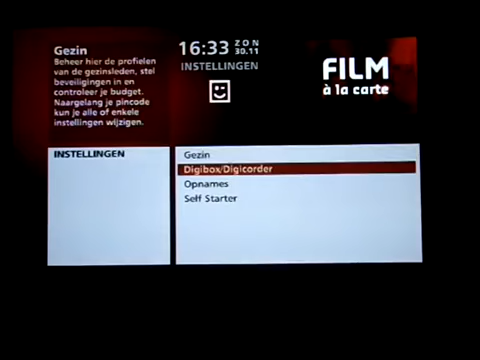 Gezin
Beheer hier de profielen
van de gezinsleden, stel
beveiligingen in en
controleer je budget.
Naargelang je pincode
kun je alle of enkele
instellingen wijzigen.
16:33 ZON
30.11
INSTELLINGEN
FILM
à la carte
INSTELLINGEN
Gezin
Digibox/Digicorder
Opnames
Self Starter